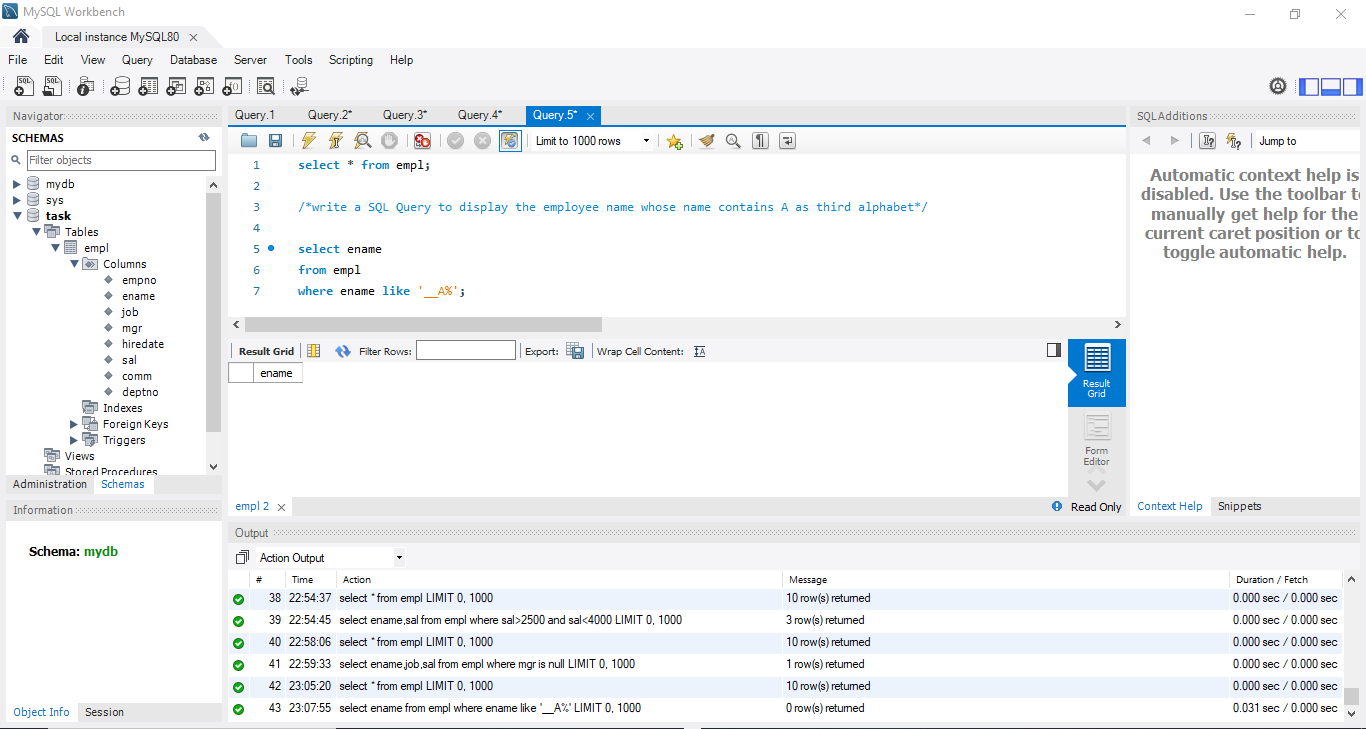 MySQL Workbench
Local instance MySQL80
File Edit View Query Database Server Tools Scripting Help
Navigator
SCHEMAS
Filter objects
mydb
sys
task
Tables
empl
Columns
empno
ename
job
mgr
hiredate
sal
comm
deptno
Indexes
Foreign Keys
Triggers
Views
Stored Procedures
Administration Schemas
Information
Schema: mydb
Object Info Session
Query.1 Query.2* Query.3* Query.4* Query.5*
Limit to 1000 rows
1 select * from empl;
2
3 /*write a SQL Query to display the employee name whose name contains A as third alphabet*/
4
5 select ename
6 from empl
7 where ename like '__A%';
Result Grid Filter Rows: Export: Wrap Cell Content:
ename
Result Grid
Form Editor
empl 2
Read Only
SQLAdditions
Jump to
Automatic context help is
disabled. Use the toolbar to
manually get help for the
current caret position or to
toggle automatic help.
Context Help Snippets
Output
Action Output
# Time Action Message Duration / Fetch
38 22:54:37 select * from empl LIMIT 0, 1000 10 row(s) returned 0.000 sec / 0.000 sec
39 22:54:45 select ename,sal from empl where sal>2500 and sal<4000 LIMIT 0, 1000 3 row(s) returned 0.000 sec / 0.000 sec
40 22:58:06 select * from empl LIMIT 0, 1000 10 row(s) returned 0.000 sec / 0.000 sec
41 22:59:33 select ename,job,sal from empl where mgr is null LIMIT 0, 1000 1 row(s) returned 0.000 sec / 0.000 sec
42 23:05:20 select * from empl LIMIT 0, 1000 10 row(s) returned 0.000 sec / 0.000 sec
43 23:07:55 select ename from empl where ename like '__A%' LIMIT 0, 1000 0 row(s) returned 0.031 sec / 0.000 sec